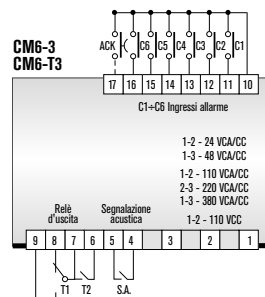 CM6-3
CM6-T3
ACK C6 C5 C4 C3 C2 C1
17 16 15 14 13 12 11 10
C1÷C6 Ingressi allarme
1-2 - 24 VCA/CC
1-3 - 48 VCA/CC
1-2 - 110 VCA/CC
2-3 - 220 VCA/CC
1-3 - 380 VCA/CC
1-2 - 110 VCC
Relè
d'uscita
Segnalazione
acustica
9 8 7 6 5 4 3 2 1
T1 T2 S.A.